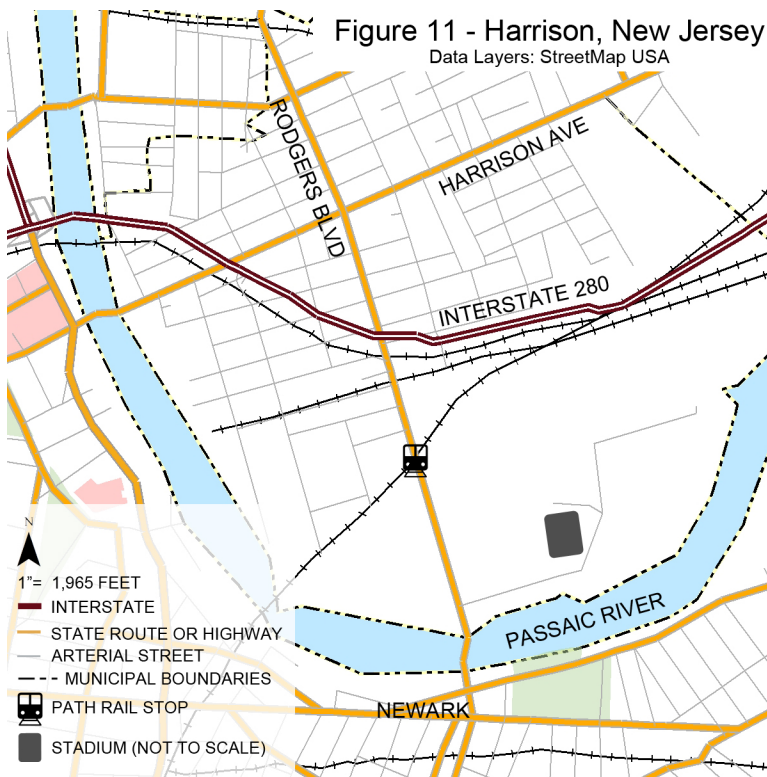 Figure 11 - Harrison, New Jersey
Data Layers: StreetMap USA
RODGERS BLVD
HARRISON AVE
INTERSTATE 280
PASSAIC RIVER
NEWARK
N
1"= 1,965 FEET
INTERSTATE
STATE ROUTE OR HIGHWAY
ARTERIAL STREET
MUNICIPAL BOUNDARIES
PATH RAIL STOP
STADIUM (NOT TO SCALE)